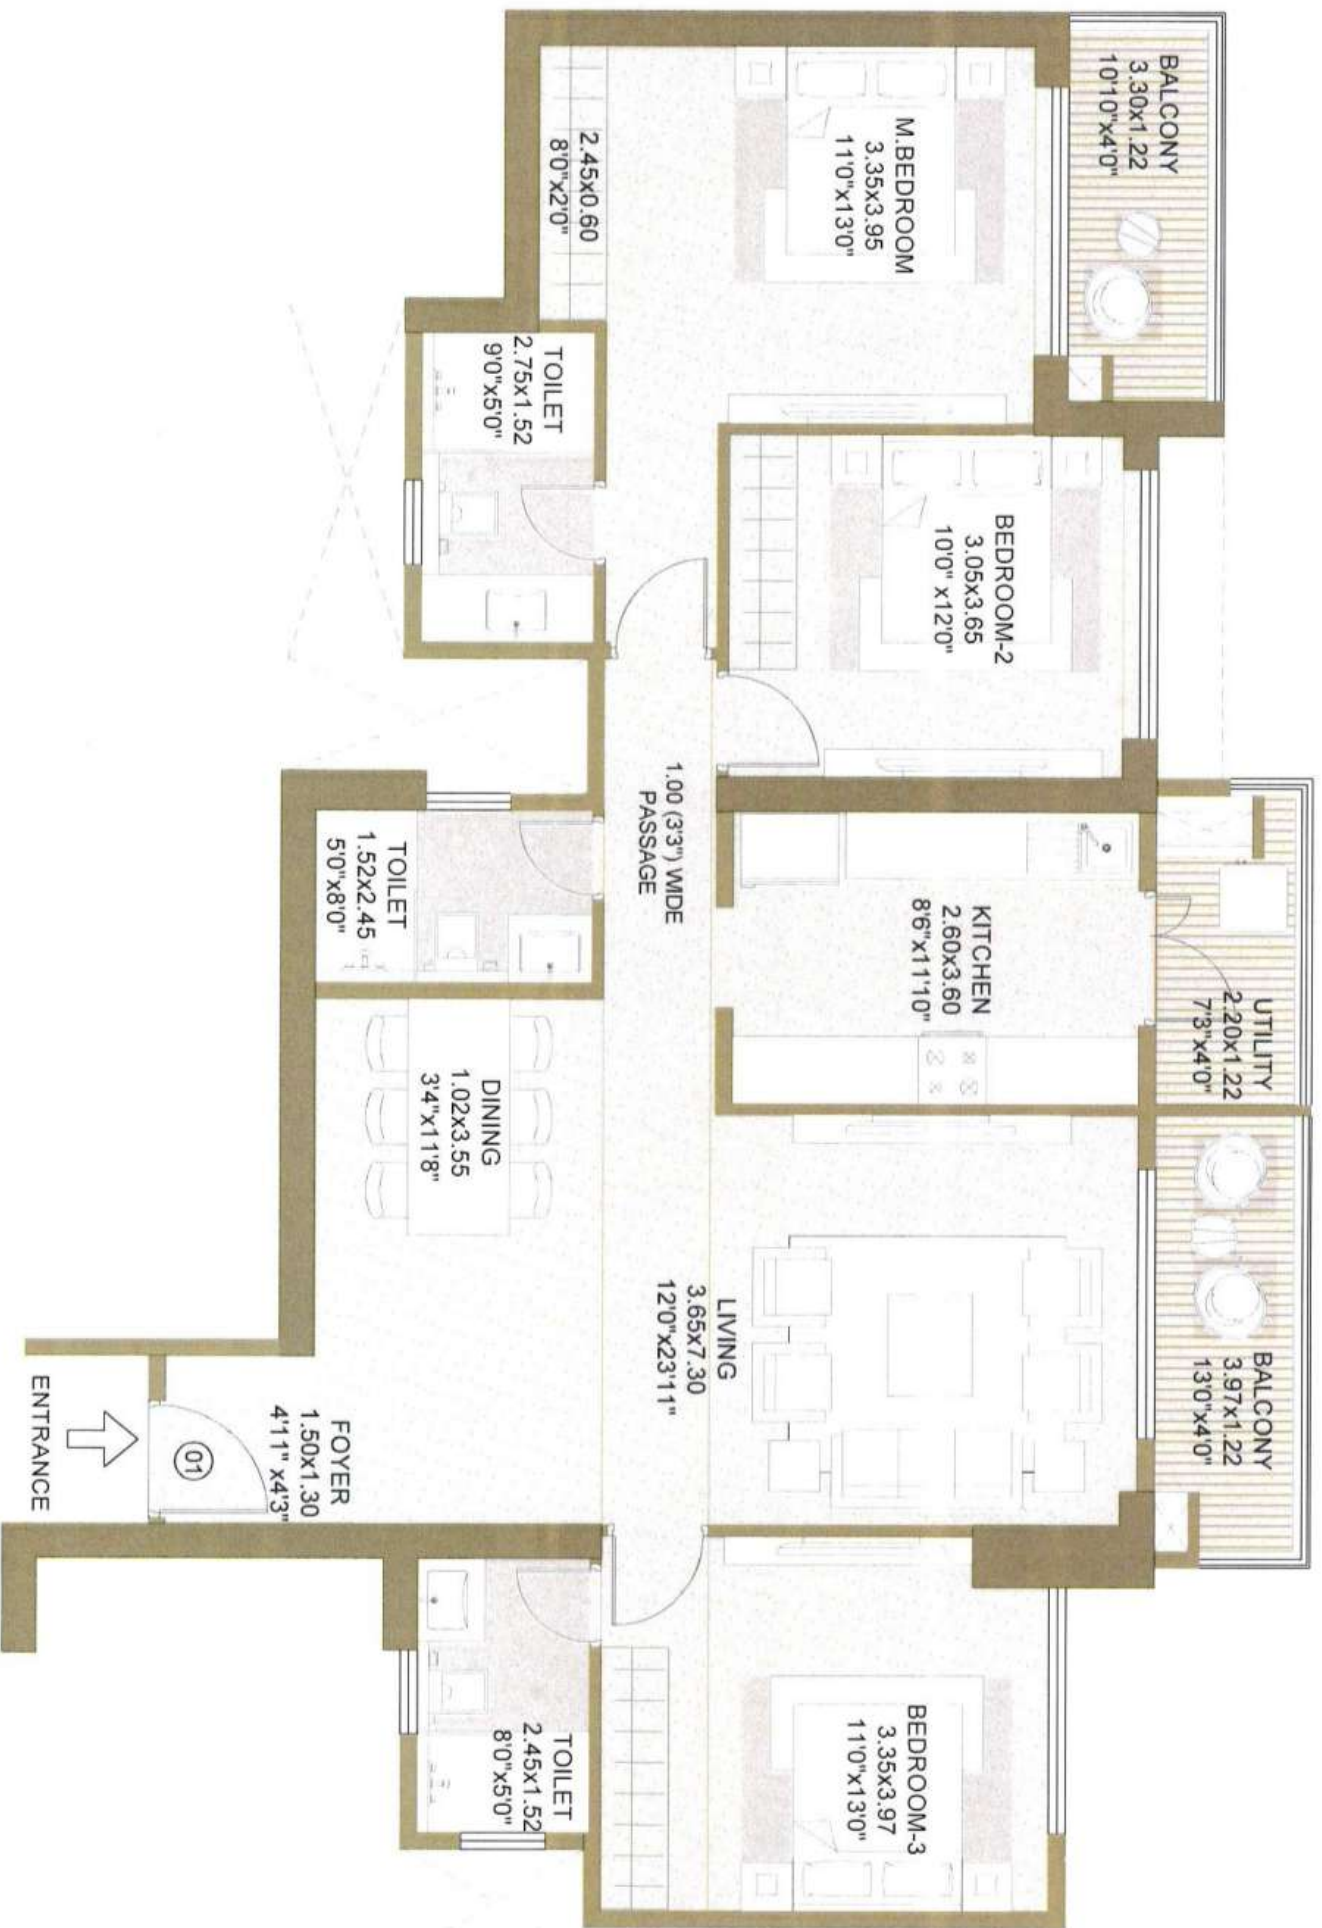 BALCONY
3.30x1.22
10'10"x4'0"
M.BEDROOM
3.35x3.95
11'0"x13'0"
2.45x0.60
8'0"x2'0"
TOILET
2.75x1.52
9'0"x5'0"
BEDROOM-2
3.05x3.65
10'0" x12'0"
1.00 (3'3") WIDE
PASSAGE
TOILET
1.52x2.45
5'0"x8'0"
KITCHEN
2.60x3.60
8'6"x11'10"
UTILITY
2.20x1.22
7'3"x4'0"
DINING
1.02x3.55
3'4"x11'8"
LIVING
3.65x7.30
12'0"x23'11"
BALCONY
3.97x1.22
13'0"x4'0"
FOYER
1.50x1.30
4'11" x4'3"
01
ENTRANCE
TOILET
2.45x1.52
8'0"x5'0"
BEDROOM-3
3.35x3.97
11'0"x13'0"